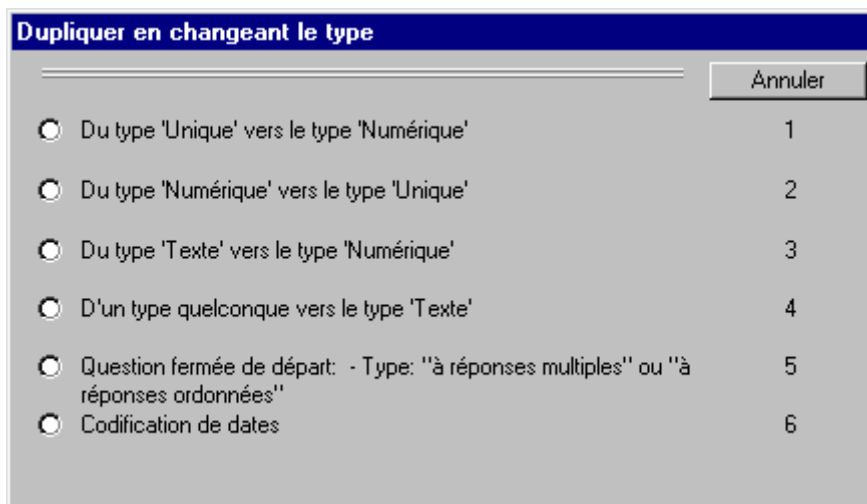 Dupliquer en changeant le type
Annuler
Du type 'Unique' vers le type 'Numérique' 1
Du type 'Numérique' vers le type 'Unique' 2
Du type 'Texte' vers le type 'Numérique' 3
D'un type quelconque vers le type 'Texte' 4
Question fermée de départ:  - Type: "à réponses multiples" ou "à 5
réponses ordonnées"
Codification de dates 6